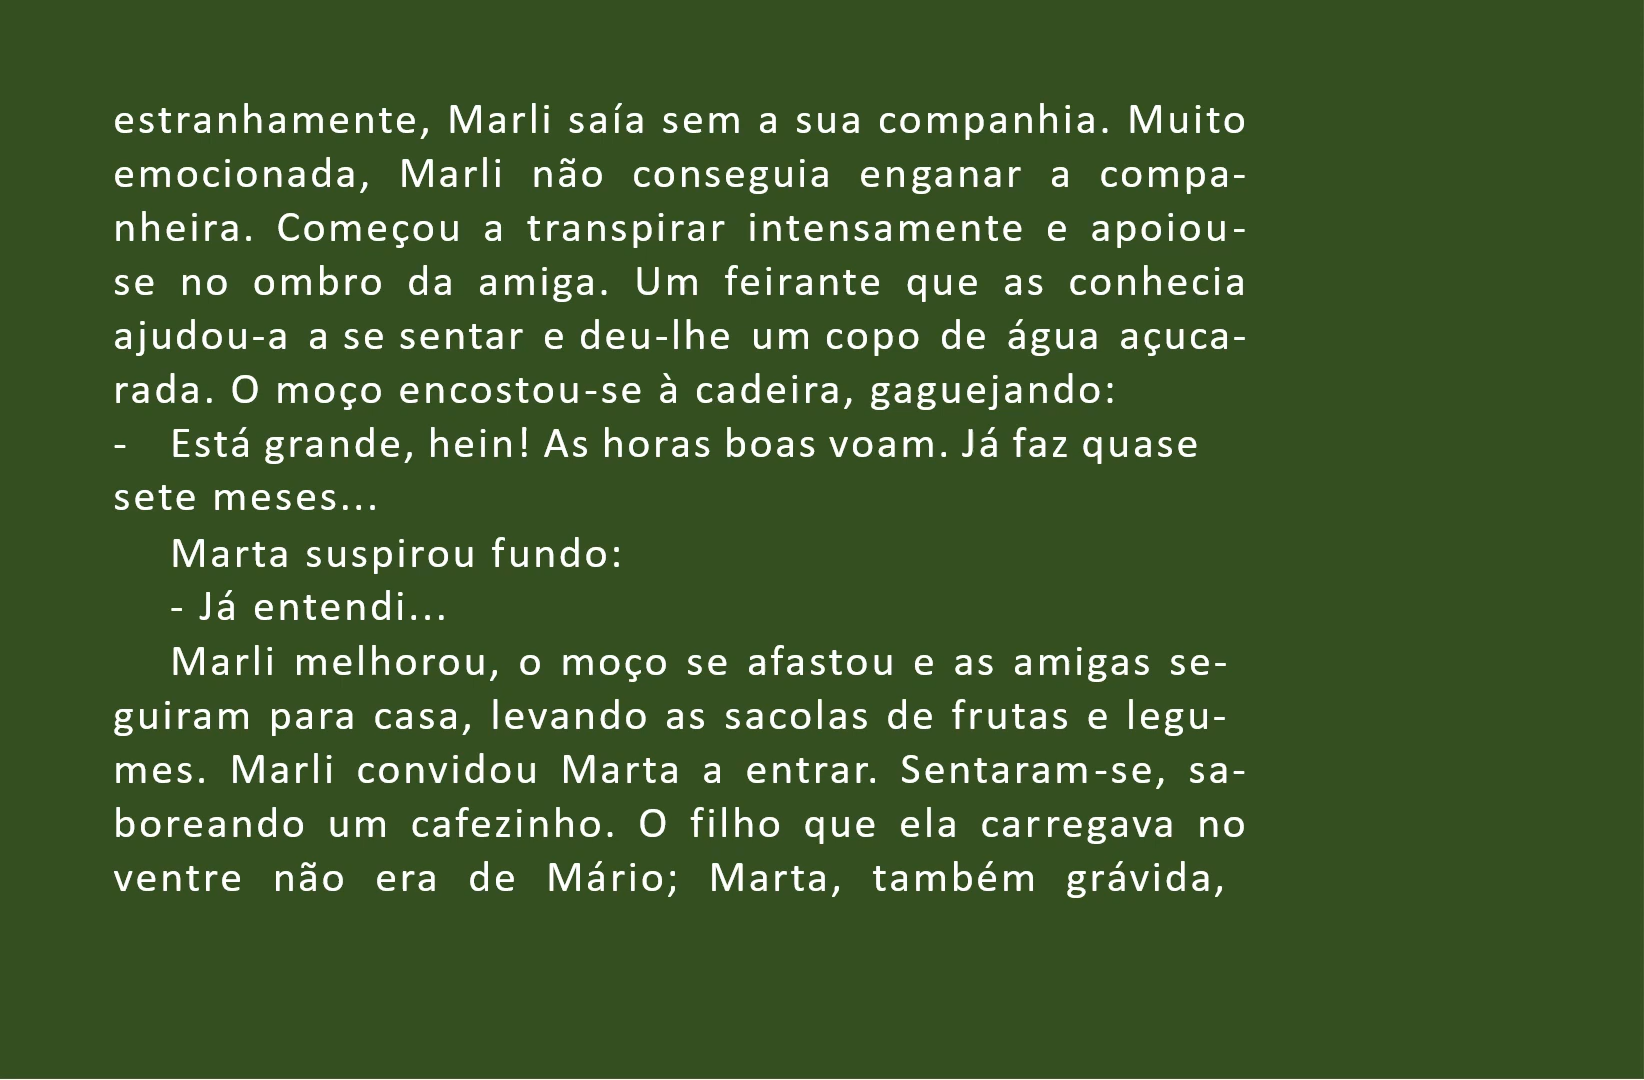 estranhamente, Marli saía sem a sua companhia. Muito
emocionada, Marli não conseguia enganar a compa-
nheira. Começou a transpirar intensamente e apoiou-
se no ombro da amiga. Um feirante que as conhecia
ajudou-a a se sentar e deu-lhe um copo de água açuca-
rada. O moço encostou-se à cadeira, gaguejando:
- Está grande, hein! As horas boas voam. Já faz quase
sete meses...
Marta suspirou fundo:
- Já entendi...
Marli melhorou, o moço se afastou e as amigas se-
guiram para casa, levando as sacolas de frutas e legu-
mes. Marli convidou Marta a entrar. Sentaram-se, sa-
boreando um cafezinho. O filho que ela carregava no
ventre não era de Mário; Marta, também grávida,